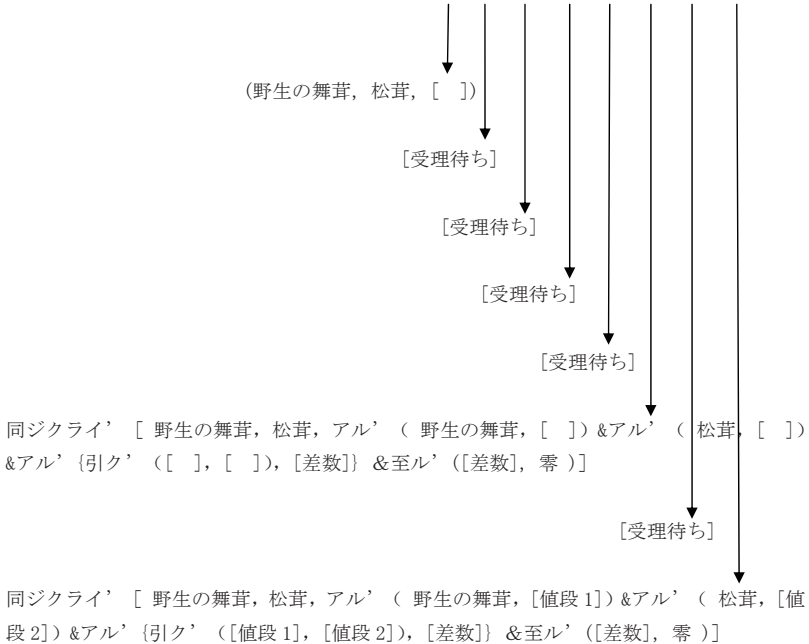 (野生の舞茸, 松茸, [　])
[受理待ち]
[受理待ち]
[受理待ち]
[受理待ち]
同ジクライ’［ 野生の舞茸，松茸，アル’（ 野生の舞茸，[　]）&アル’（ 松茸，[　]）
&アル’{引ク’（[　]，[　]），[差数]} ＆至ル’([差数]，零 )]
[受理待ち]
同ジクライ’［ 野生の舞茸，松茸，アル’（ 野生の舞茸，[値段1]）&アル’（ 松茸，[値
段2]）&アル’{引ク’（[値段1]，[値段2]），[差数]} ＆至ル’([差数]，零 )]